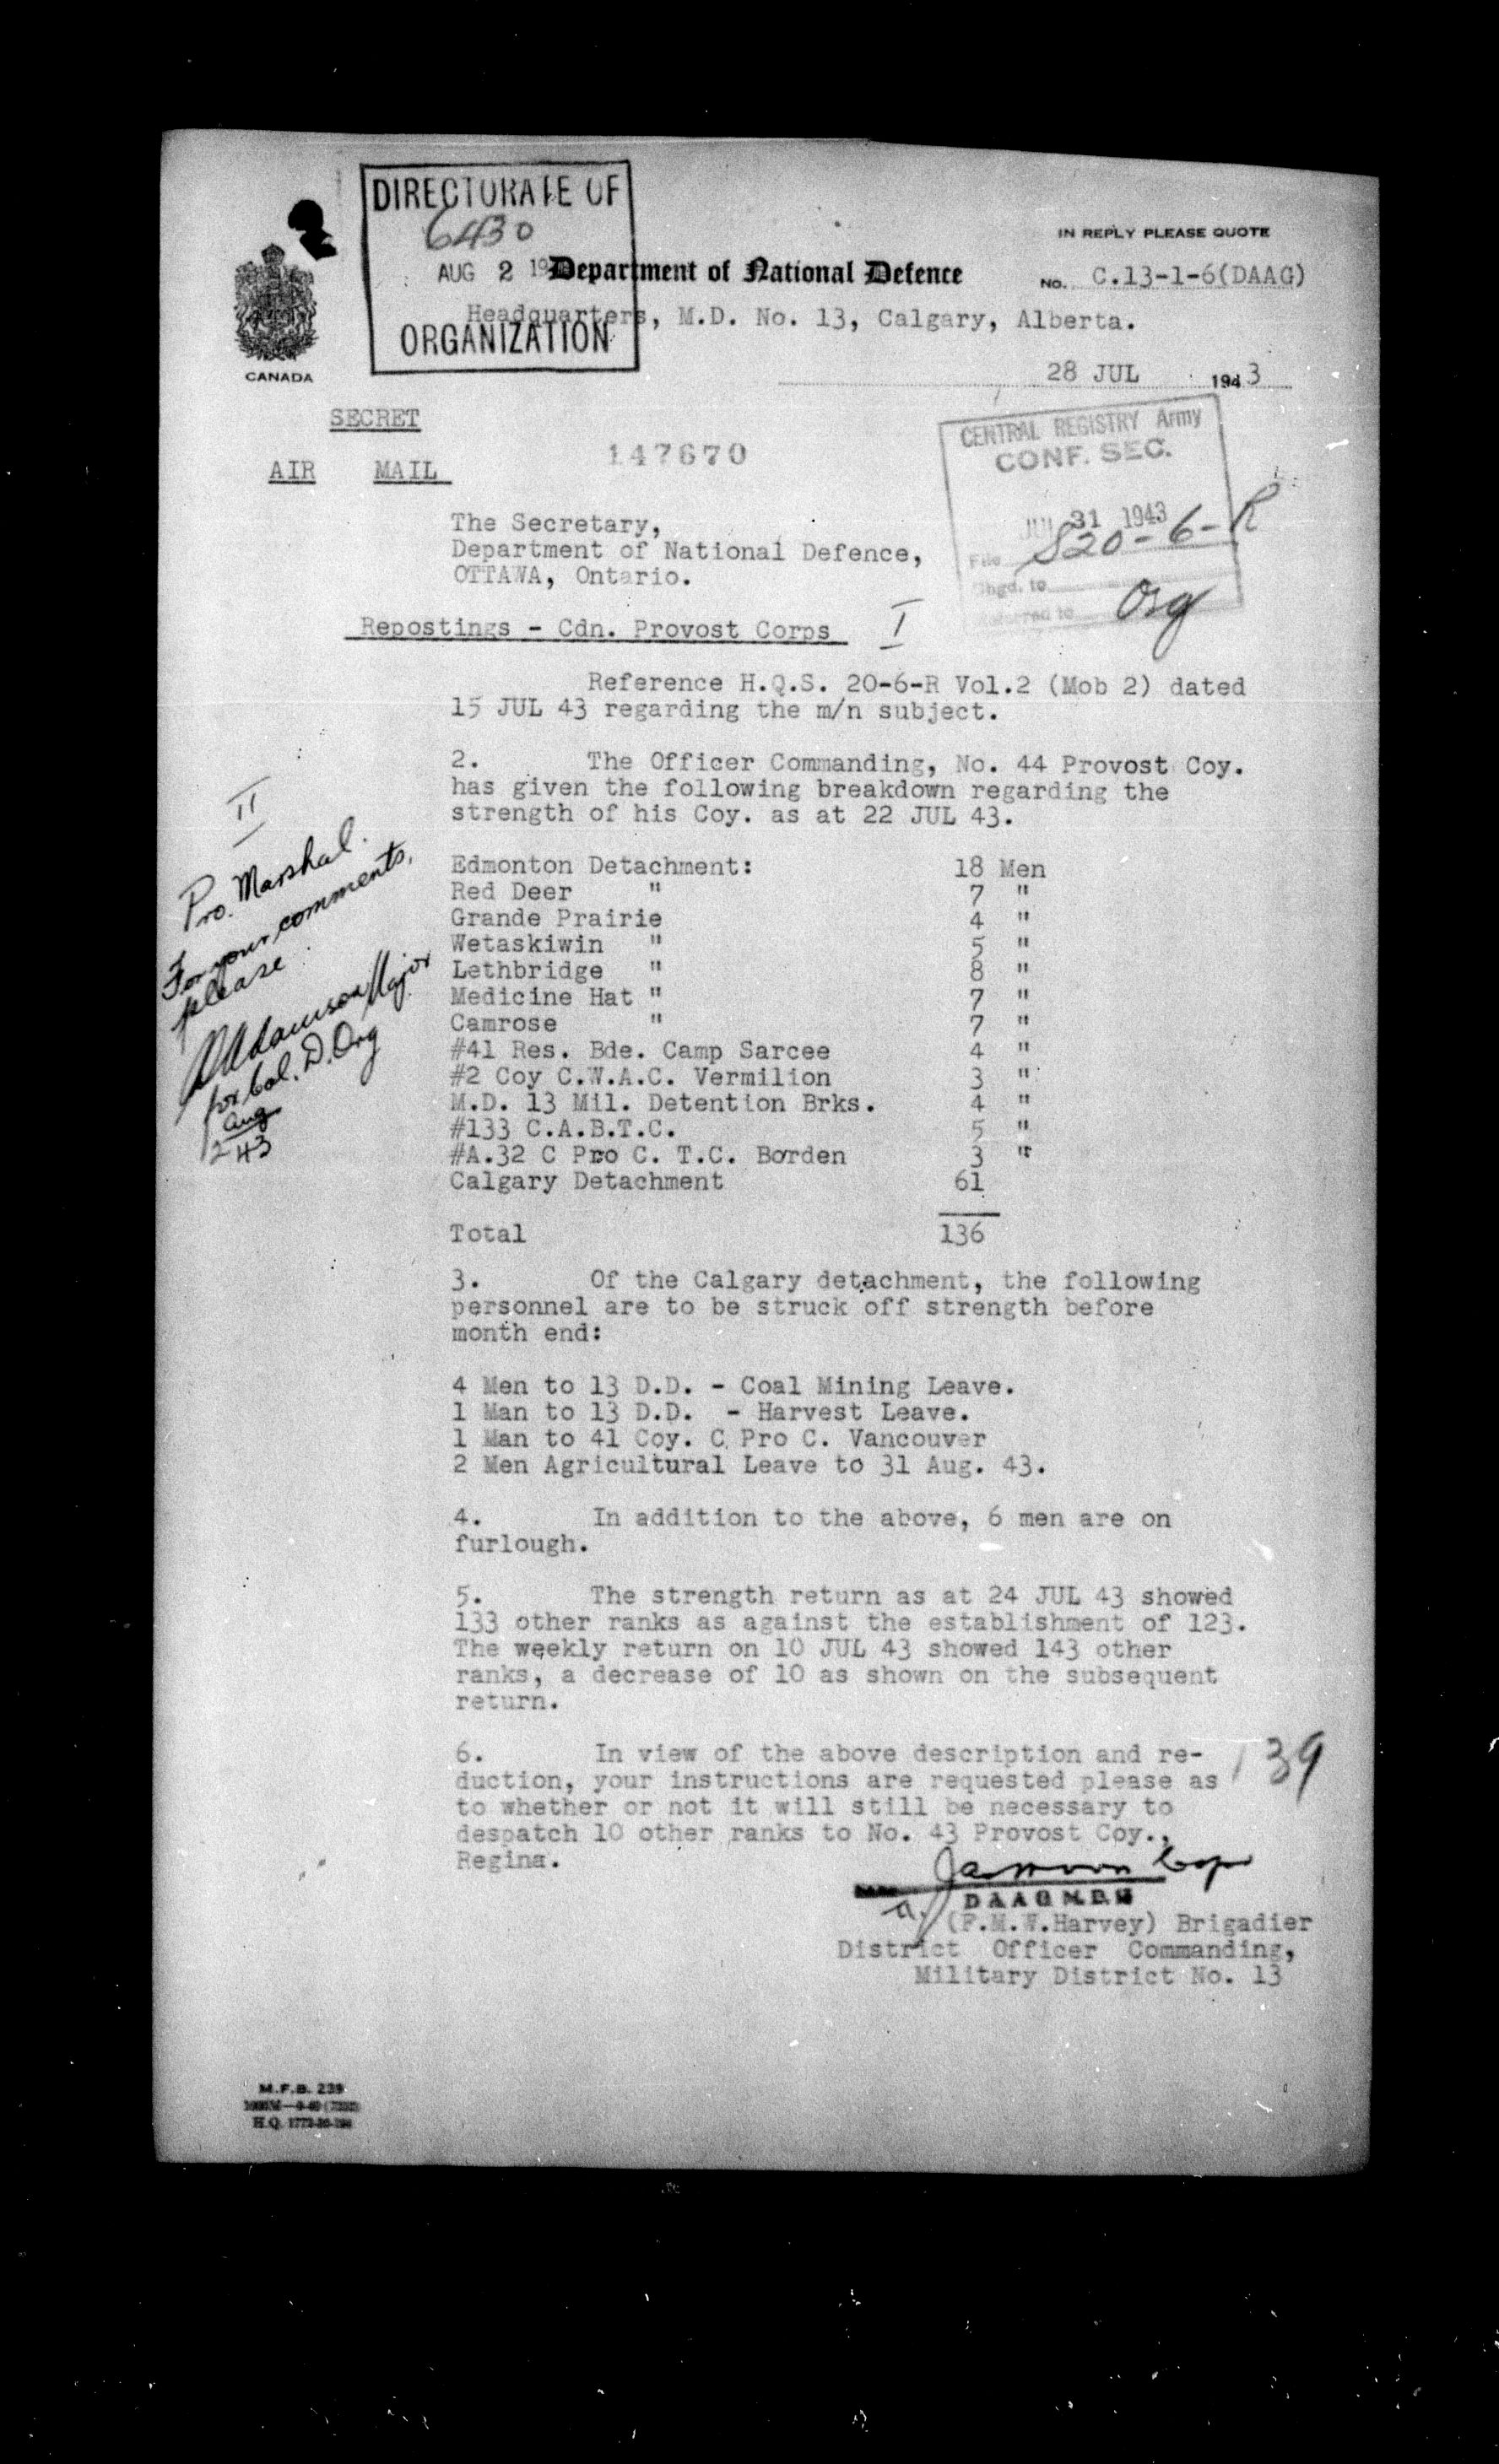 DIRECTORATE OF
6430
AUG 2 19
ORGANIZATION
CANADA
IN REPLY PLEASE QUOTE
Department of National Defence
No. C.13-1-6(DAAG)
Headquarters, M.D. No. 13, Calgary, Alberta.
28 JUL 1943
SECRET
AIR MAIL
147670
CENTRAL REGISTRY Army
CONF. SEC.
JUL 31 1943
File S20-6-R
Chgd. to
Referred to Org
The Secretary,
Department of National Defence,
OTTAWA, Ontario.
Repostings - Cdn. Provost Corps I
Reference H.Q.S. 20-6-R Vol.2 (Mob 2) dated
15 JUL 43 regarding the m/n subject.
2. The Officer Commanding, No. 44 Provost Coy.
has given the following breakdown regarding the
strength of his Coy. as at 22 JUL 43.
II
Pro. Marshal.
For your comments,
please
Major
for Col. D. Org
2 Aug 43
Edmonton Detachment: 18 Men
Red Deer " 7 "
Grande Prairie 4 "
Wetaskiwin " 5 "
Lethbridge " 8 "
Medicine Hat " 7 "
Camrose " 7 "
#41 Res. Bde. Camp Sarcee 4 "
#2 Coy C.W.A.C. Vermilion 3 "
M.D. 13 Mil. Detention Brks. 4 "
#133 C.A.B.T.C. 5 "
#A.32 C Pro C. T.C. Borden 3 "
Calgary Detachment 61
Total 136
3. Of the Calgary detachment, the following
personnel are to be struck off strength before
month end:
4 Men to 13 D.D. - Coal Mining Leave.
1 Man to 13 D.D. - Harvest Leave.
1 Man to 41 Coy. C Pro C. Vancouver
2 Men Agricultural Leave to 31 Aug. 43.
4. In addition to the above, 6 men are on
furlough.
5. The strength return as at 24 JUL 43 showed
133 other ranks as against the establishment of 123.
The weekly return on 10 JUL 43 showed 143 other
ranks, a decrease of 10 as shown on the subsequent
return.
6. In view of the above description and re-
duction, your instructions are requested please as
to whether or not it will still be necessary to
despatch 10 other ranks to No. 43 Provost Coy.,
Regina.
139
DAAG M.D. 13
(F.M.W.Harvey) Brigadier
District Officer Commanding,
Military District No. 13
M.F.B. 239